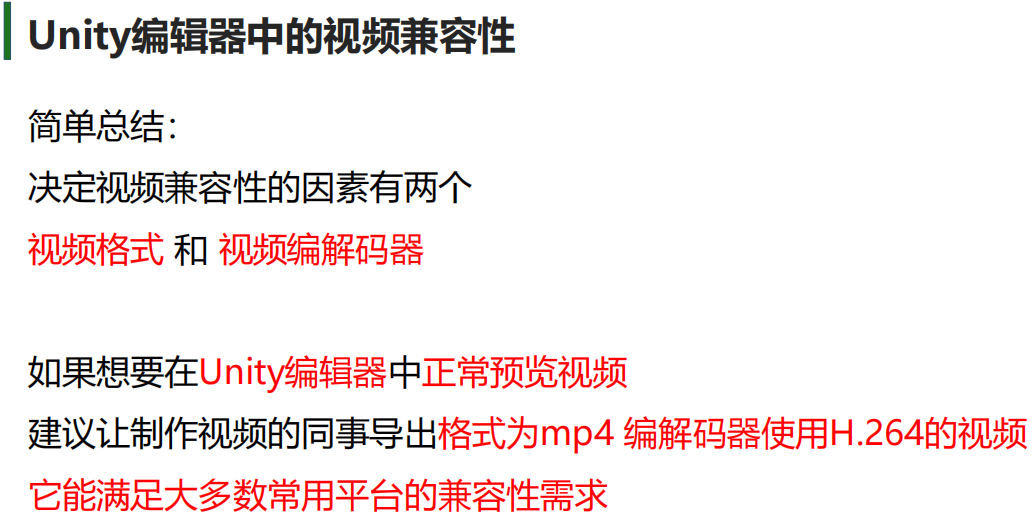 Unity编辑器中的视频兼容性
简单总结：
决定视频兼容性的因素有两个
视频格式 和 视频编解码器
如果想要在Unity编辑器中正常预览视频
建议让制作视频的同事导出格式为mp4 编解码器使用H.264的视频
它能满足大多数常用平台的兼容性需求